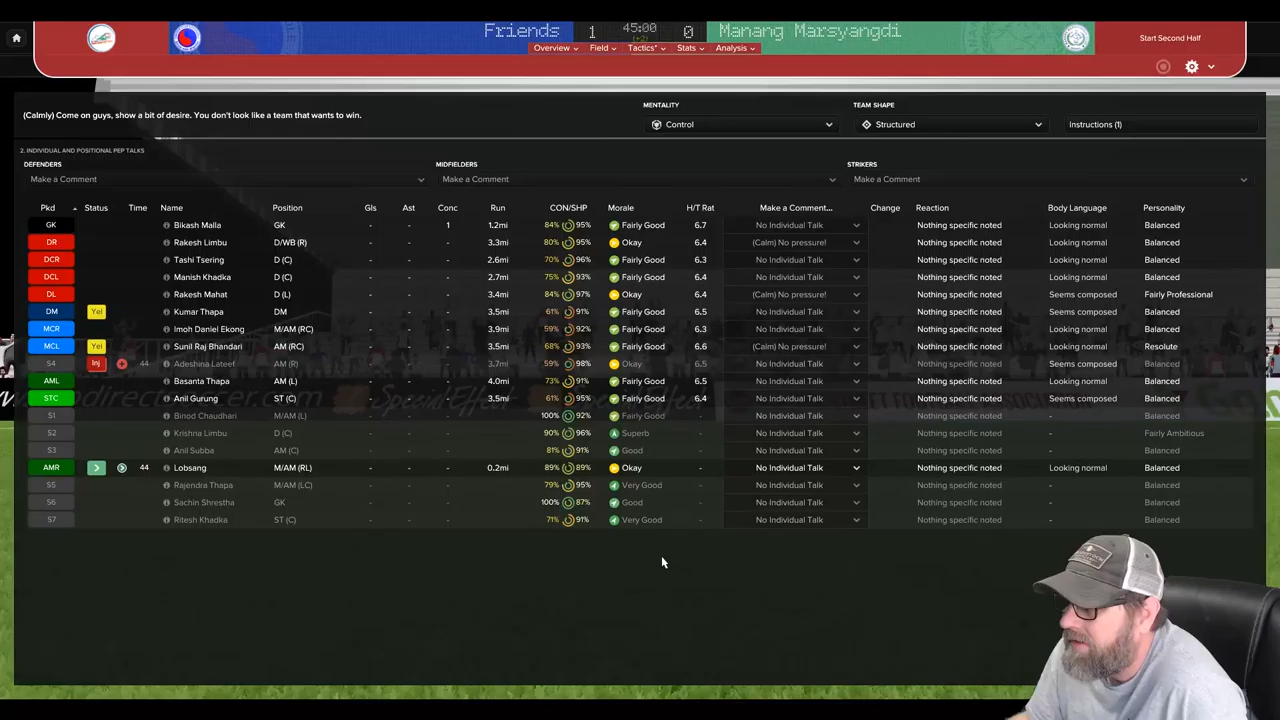 Friends 1 45:00 (+2) 0 Manang Marsyangdi
Overview Field Tactics* Stats Analysis
Start Second Half
(Calmly) Come on guys, show a bit of desire. You don't look like a team that wants to win.
MENTALITY
Control
TEAM SHAPE
Structured
Instructions (1)
2. INDIVIDUAL AND POSITIONAL PEP TALKS
DEFENDERS MIDFIELDERS STRIKERS
Make a Comment Make a Comment Make a Comment
Pkd Status Time Name Position Gls Ast Conc Run CON/SHP Morale H/T Rat Make a Comment... Change Reaction Body Language Personality
GK Bikash Malla GK - - 1 1.2mi 84% 95% Fairly Good 6.7 No Individual Talk Nothing specific noted Looking normal Balanced
DR Rakesh Limbu D/WB (R) - - - 3.3mi 80% 95% Okay 6.4 (Calm) No pressure! Nothing specific noted Looking normal Balanced
DCR Tashi Tsering D (C) - - - 2.6mi 70% 96% Fairly Good 6.3 No Individual Talk Nothing specific noted Looking normal Balanced
DCL Manish Khadka D (C) - - - 2.7mi 75% 93% Fairly Good 6.4 No Individual Talk Nothing specific noted Looking normal Balanced
DL Rakesh Mahat D (L) - - - 3.4mi 84% 97% Okay 6.4 (Calm) No pressure! Nothing specific noted Seems composed Fairly Professional
DM Yel Kumar Thapa DM - - - 3.5mi 61% 91% Fairly Good 6.5 No Individual Talk Nothing specific noted Seems composed Balanced
MCR Imoh Daniel Ekong M/AM (RC) - - - 3.9mi 59% 92% Fairly Good 6.3 No Individual Talk Nothing specific noted Looking normal Balanced
MCL Yel Sunil Raj Bhandari AM (RC) - - - 3.5mi 68% 93% Fairly Good 6.6 (Calm) No pressure! Nothing specific noted Looking normal Resolute
S4 Inj 44 Adeshina Lateef AM (R) - - - 3.7mi 59% 98% Okay 6.5 No Individual Talk Nothing specific noted Seems composed Balanced
AML Basanta Thapa AM (L) - - - 4.0mi 73% 91% Fairly Good 6.5 No Individual Talk Nothing specific noted Looking normal Balanced
STC Anil Gurung ST (C) - - - 3.5mi 61% 95% Fairly Good 6.4 No Individual Talk Nothing specific noted Seems composed Balanced
S1 Binod Chaudhari M/AM (L) - - - 100% 92% Fairly Good - No Individual Talk Nothing specific noted - Balanced
S2 Krishna Limbu D (C) - - - 90% 96% Superb - No Individual Talk Nothing specific noted - Fairly Ambitious
S3 Anil Subba AM (C) - - - 81% 91% Good - No Individual Talk Nothing specific noted - Balanced
AMR 44 Lobsang M/AM (RL) - - - 0.2mi 89% 89% Okay - No Individual Talk Nothing specific noted Looking normal Balanced
S5 Rajendra Thapa M/AM (LC) - - - 79% 95% Very Good - No Individual Talk Nothing specific noted - Balanced
S6 Sachin Shrestha GK - - - 100% 87% Good - No Individual Talk Nothing specific noted - Balanced
S7 Ritesh Khadka ST (C) - - - 71% 91% Very Good - No Individual Talk Nothing specific noted - Balanced